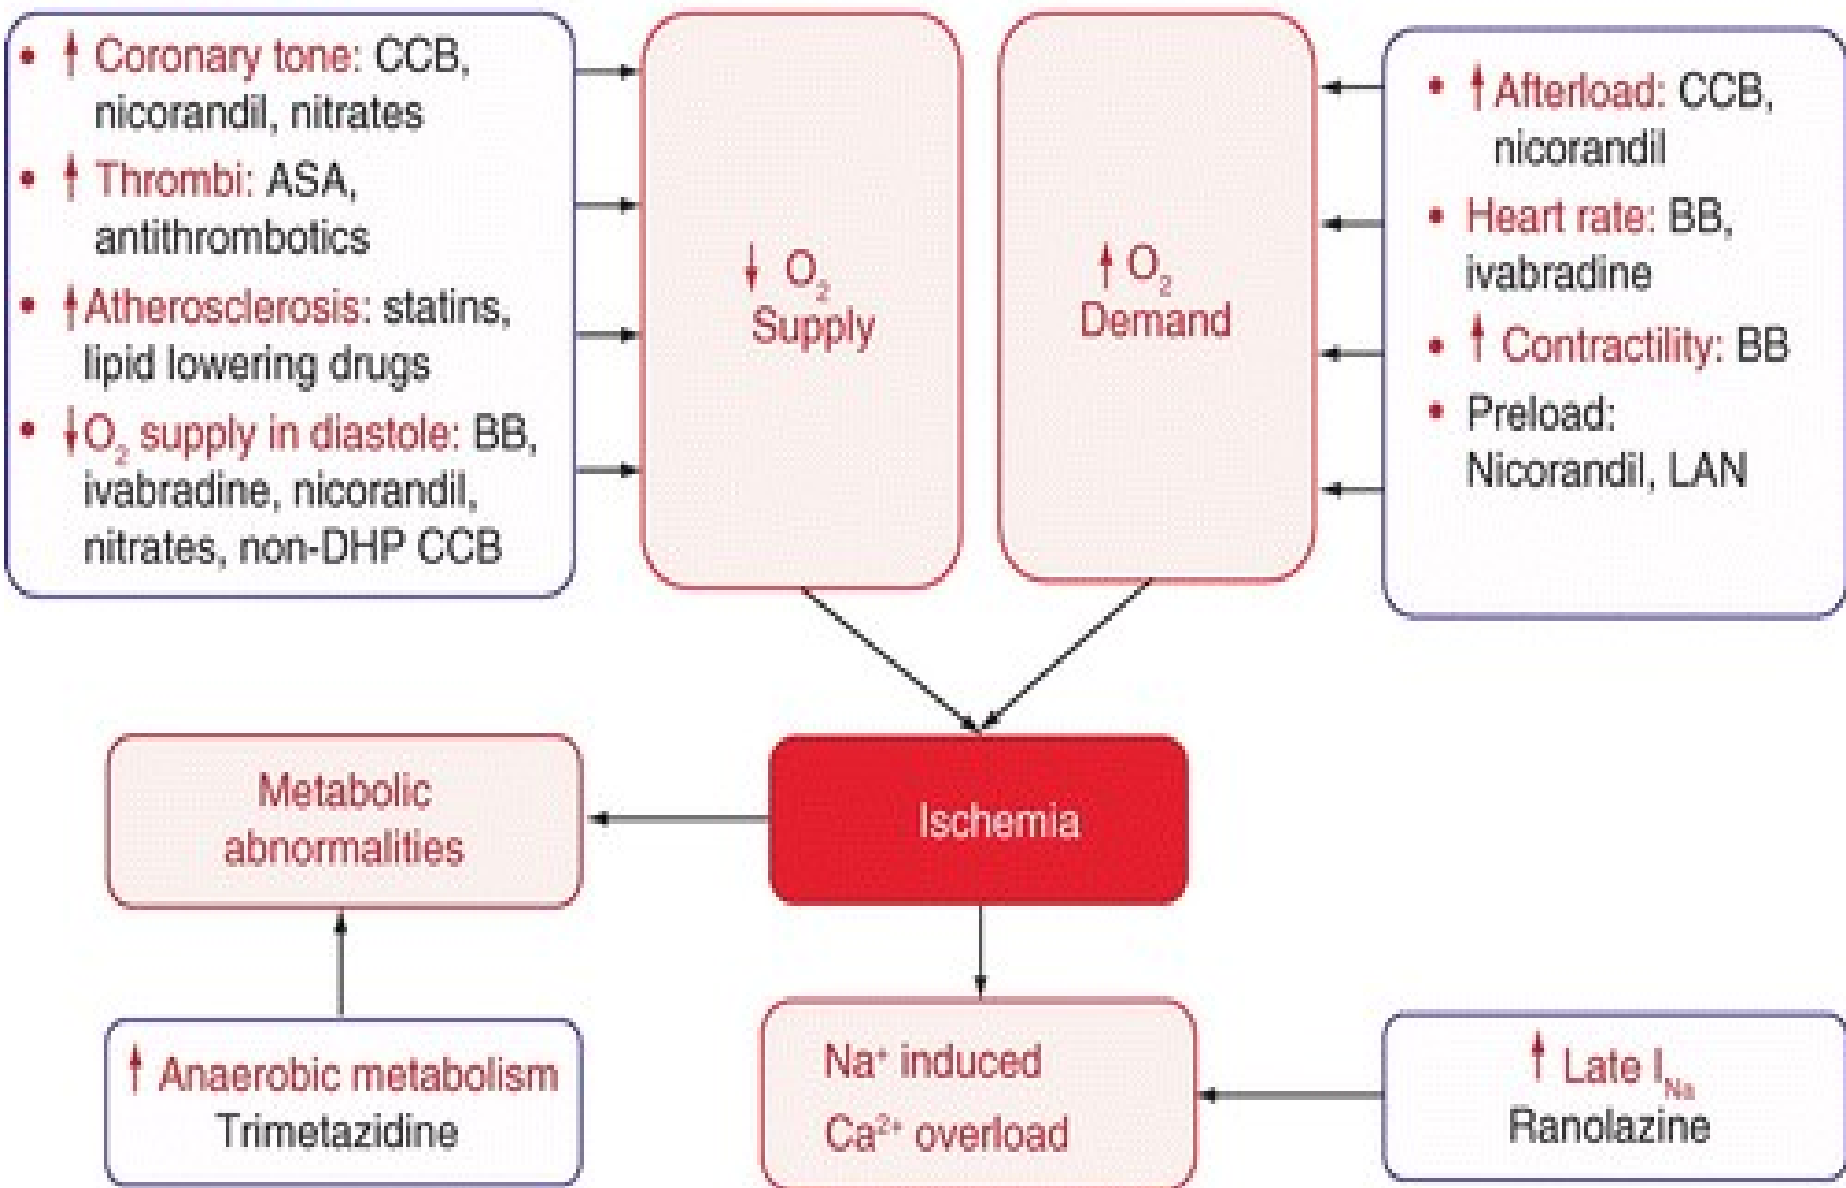 • ↑ Coronary tone: CCB,
nicorandil, nitrates
• ↑ Thrombi: ASA,
antithrombotics
• ↑Atherosclerosis: statins,
lipid lowering drugs
• ↓O₂ supply in diastole: BB,
ivabradine, nicorandil,
nitrates, non-DHP CCB
↓ O₂
Supply
↑ O₂
Demand
• ↑Afterload: CCB,
nicorandil
• Heart rate: BB,
ivabradine
• ↑ Contractility: BB
• Preload:
Nicorandil, LAN
Metabolic
abnormalities
Ischemia
↑ Anaerobic metabolism
Trimetazidine
Na⁺ induced
Ca²⁺ overload
↑ Late I_Na
Ranolazine